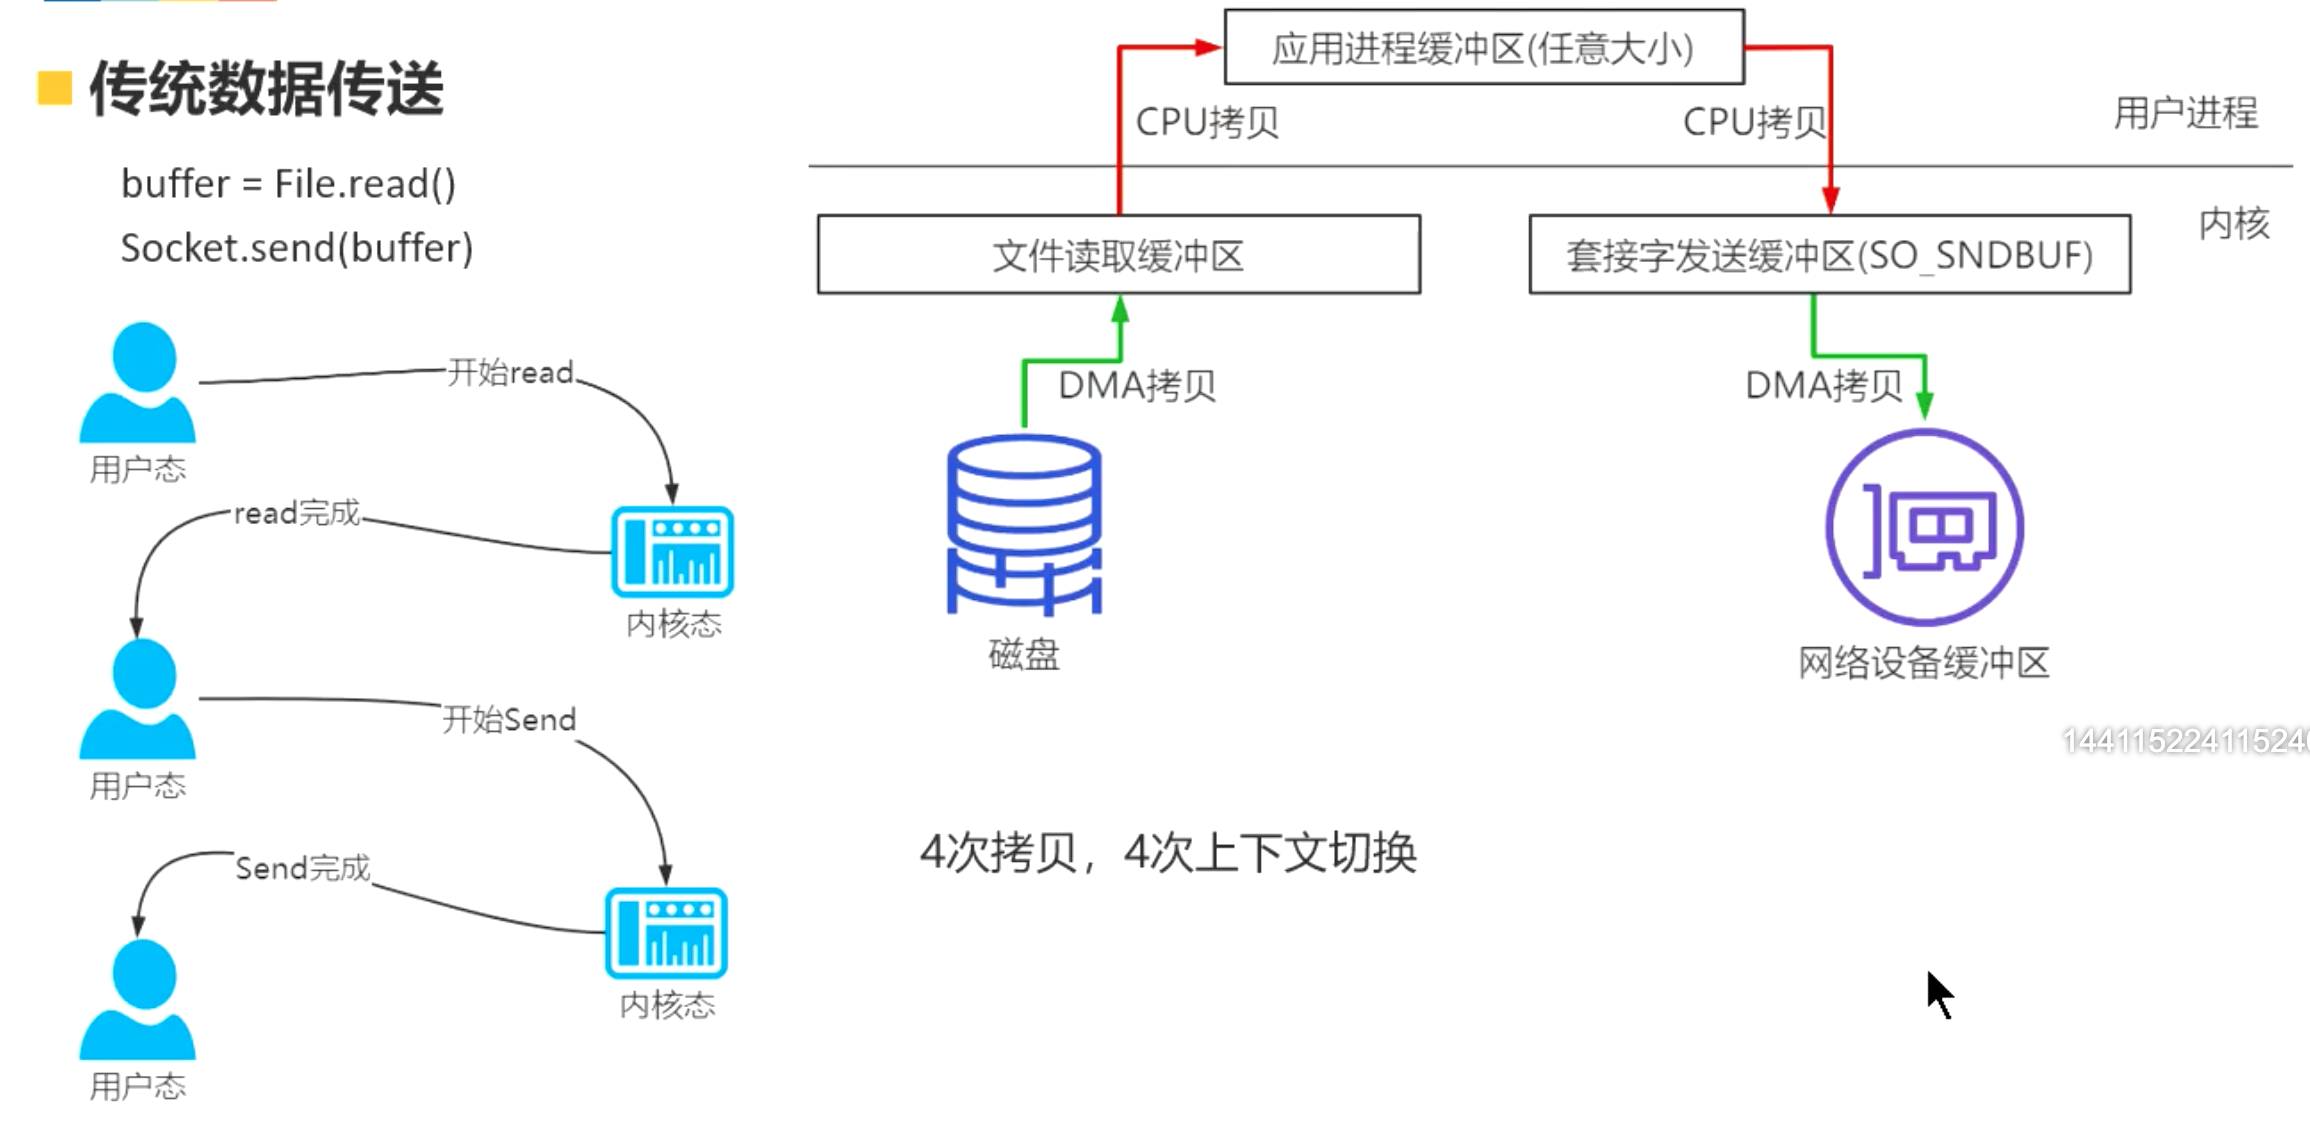 传统数据传送
buffer = File.read()
Socket.send(buffer)
开始read
用户态
read完成
内核态
开始Send
用户态
Send完成
内核态
用户态
应用进程缓冲区(任意大小)
CPU拷贝
CPU拷贝
用户进程
内核
文件读取缓冲区
套接字发送缓冲区(SO_SNDBUF)
DMA拷贝
DMA拷贝
磁盘
网络设备缓冲区
4次拷贝，4次上下文切换